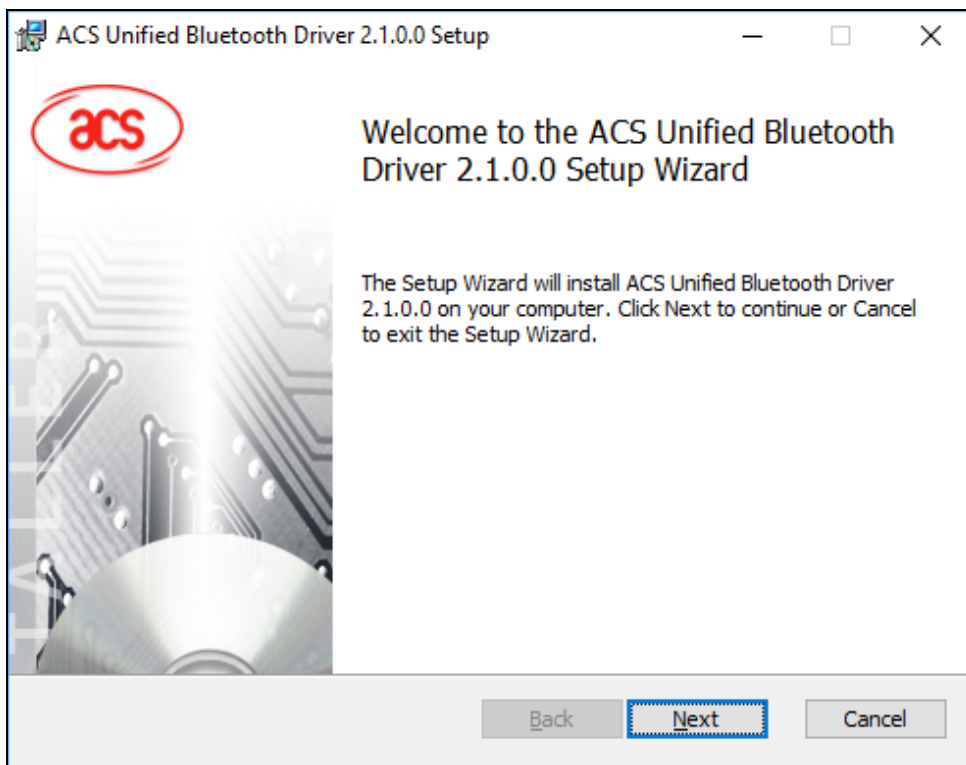 ACS Unified Bluetooth Driver 2.1.0.0 Setup
acs
Welcome to the ACS Unified Bluetooth
Driver 2.1.0.0 Setup Wizard
The Setup Wizard will install ACS Unified Bluetooth Driver
2.1.0.0 on your computer. Click Next to continue or Cancel
to exit the Setup Wizard.
TALLER
Back
Next
Cancel